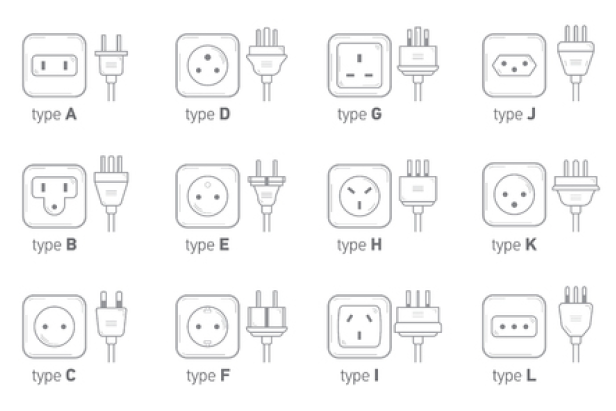 type A
type D
type G
type J
type B
type E
type H
type K
type C
type F
type I
type L